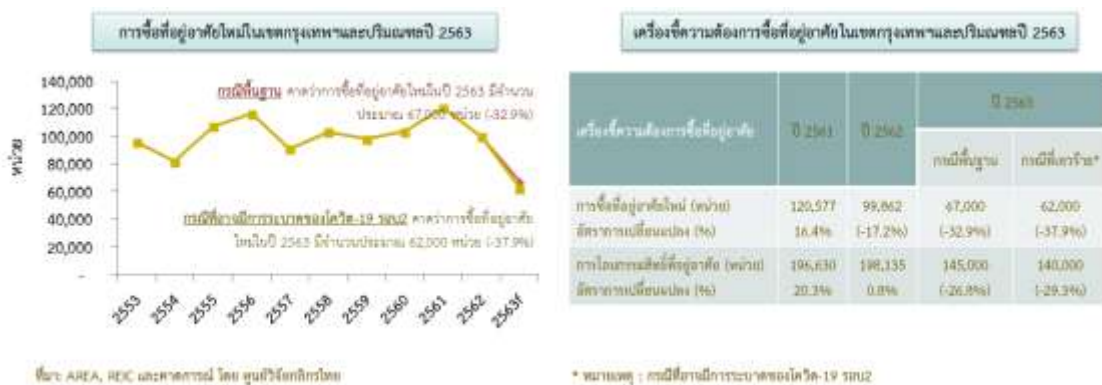 การซื้อที่อยู่อาศัยใหม่ในเขตกรุงเทพฯและปริมณฑลปี 2563
140,000
120,000
100,000
80,000
60,000
40,000
20,000
-
หน่วย
กรณีพื้นฐาน คาดว่าการซื้อที่อยู่อาศัยใหม่ในปี 2563 มีจำนวน
ประมาณ 67,000 หน่วย (-32.9%)
กรณีที่อาจมีการระบาดของโควิด-19 รอบ2 คาดว่าการซื้อที่อยู่อาศัย
ใหม่ในปี 2563 มีจำนวนประมาณ 62,000 หน่วย (-37.9%)
2553 2554 2555 2556 2557 2558 2559 2560 2561 2562 2563f
ที่มา: AREA, REIC และคาดการณ์ โดย ศูนย์วิจัยกสิกรไทย
เครื่องชี้ความต้องการซื้อที่อยู่อาศัยในเขตกรุงเทพฯและปริมณฑลปี 2563
เครื่องชี้ความต้องการซื้อที่อยู่อาศัย ปี 2561 ปี 2562 ปี 2563
กรณีพื้นฐาน กรณีที่เลวร้าย*
การซื้อที่อยู่อาศัยใหม่ (หน่วย) 120,577 99,862 67,000 62,000
อัตราการเปลี่ยนแปลง (%) 16.4% (-17.2%) (-32.9%) (-37.9%)
การโอนกรรมสิทธิ์ที่อยู่อาศัย (หน่วย) 196,630 198,135 145,000 140,000
อัตราการเปลี่ยนแปลง (%) 20.3% 0.8% (-26.8%) (-29.3%)
* หมายเหตุ : กรณีที่อาจมีการระบาดของโควิด-19 รอบ2